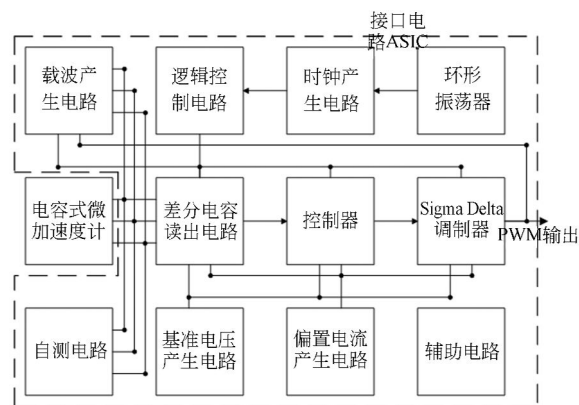 接口电
路ASIC
载波产
生电路
逻辑控
制电路
时钟产
生电路
环形
振荡器
电容式微
加速度计
差分电容
读出电路
控制器
Sigma Delta
调制器
PWM输出
自测电路
基准电压
产生电路
偏置电流
产生电路
辅助电路